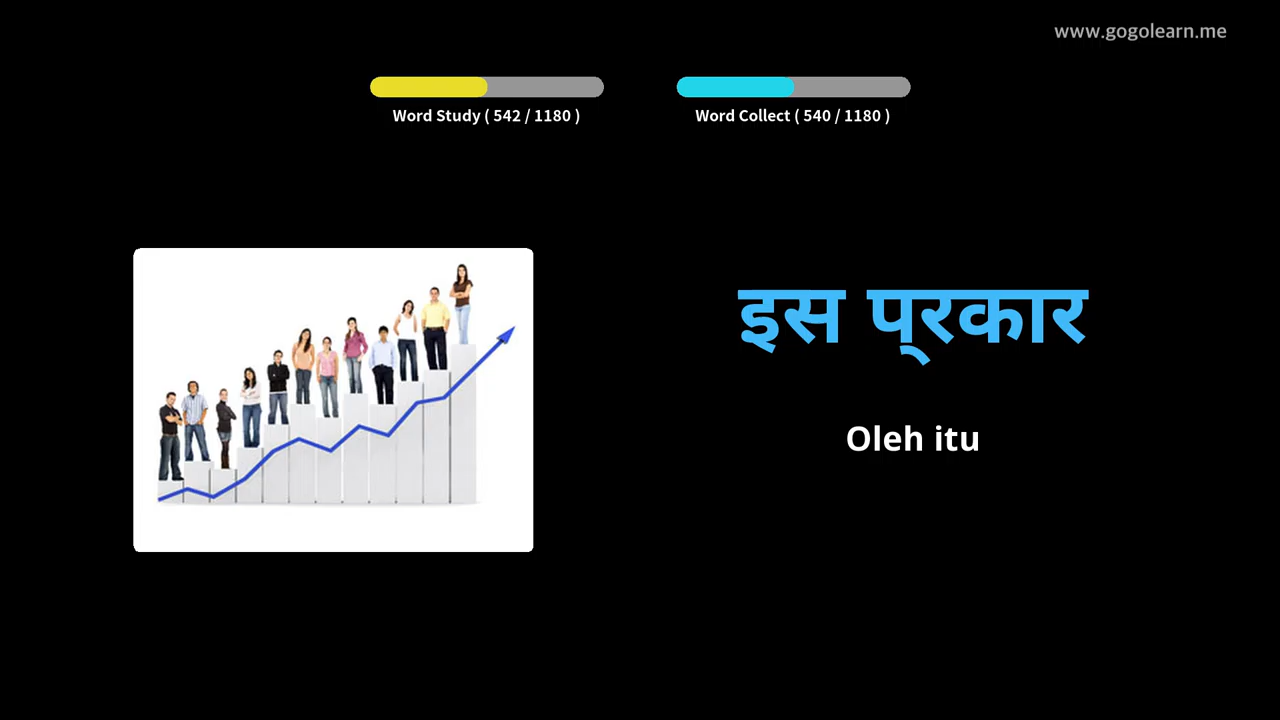 www.gogolearn.me
Word Study ( 542 / 1180 )
Word Collect ( 540 / 1180 )
इस प्‌रकार
Oleh itu